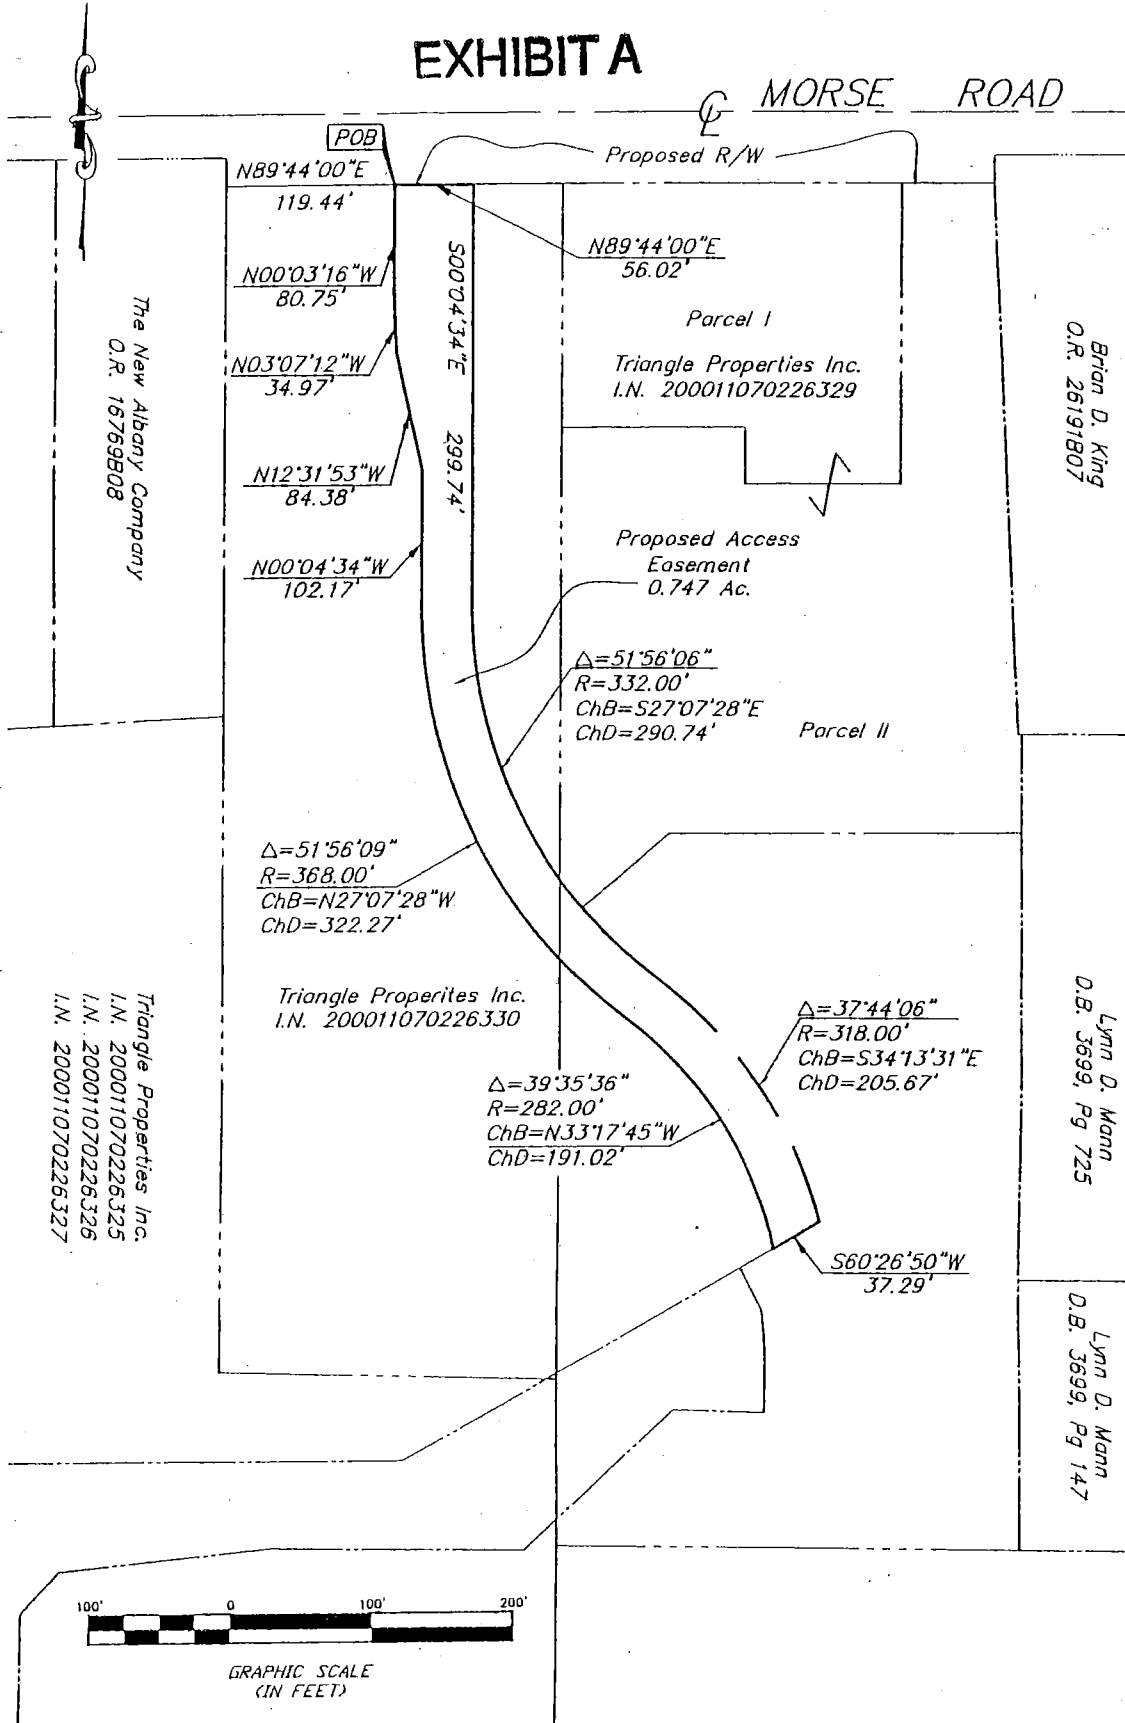 EXHIBIT A
MORSE ROAD
℄
POB
Proposed R/W
N89°44'00"E
119.44'
N89°44'00"E
56.02'
N00°03'16"W
80.75'
S00°04'34"E 299.74'
Parcel I
Triangle Properties Inc.
I.N. 200011070226329
N03°07'12"W
34.97'
N12°31'53"W
84.38'
N00°04'34"W
102.17'
The New Albany Company
O.R. 16769B08
Brian D. King
O.R. 26191B07
Proposed Access
Easement
0.747 Ac.
Δ=51°56'06"
R=332.00'
ChB=S27°07'28"E
ChD=290.74'
Parcel II
Δ=51°56'09"
R=368.00'
ChB=N27°07'28"W
ChD=322.27'
Triangle Properites Inc.
I.N. 200011070226330
Δ=37°44'06"
R=318.00'
ChB=S34°13'31"E
ChD=205.67'
Δ=39°35'36"
R=282.00'
ChB=N33°17'45"W
ChD=191.02'
Triangle Properties Inc.
I.N. 200011070226325
I.N. 200011070226326
I.N. 200011070226327
Lynn D. Mann
D.B. 3699, Pg 725
S60°26'50"W
37.29'
Lynn D. Mann
D.B. 3699, Pg 147
100' 0 100' 200'
GRAPHIC SCALE
(IN FEET)